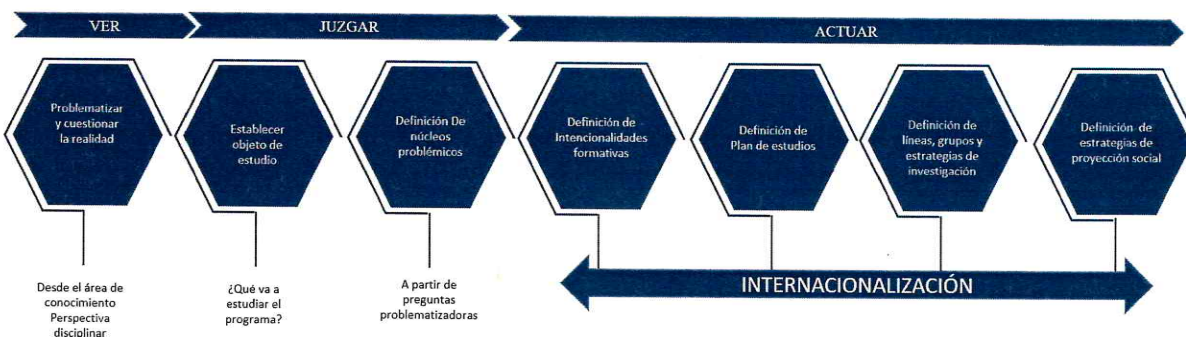 VER
JUZGAR
ACTUAR
Problematizar
y cuestionar
la realidad
Establecer
objeto de
estudio
Definición De
núcleos
problémicos
Definición de
Intencionalidades
formativas
Definición de
Plan de estudios
Definición de
líneas, grupos y
estrategias de
investigación
Definición de
estrategias de
proyección social
Desde el área de
conocimiento
Perspectiva
disciplinar
¿Qué va a
estudiar el
programa?
A partir de
preguntas
problematizadoras
INTERNACIONALIZACIÓN